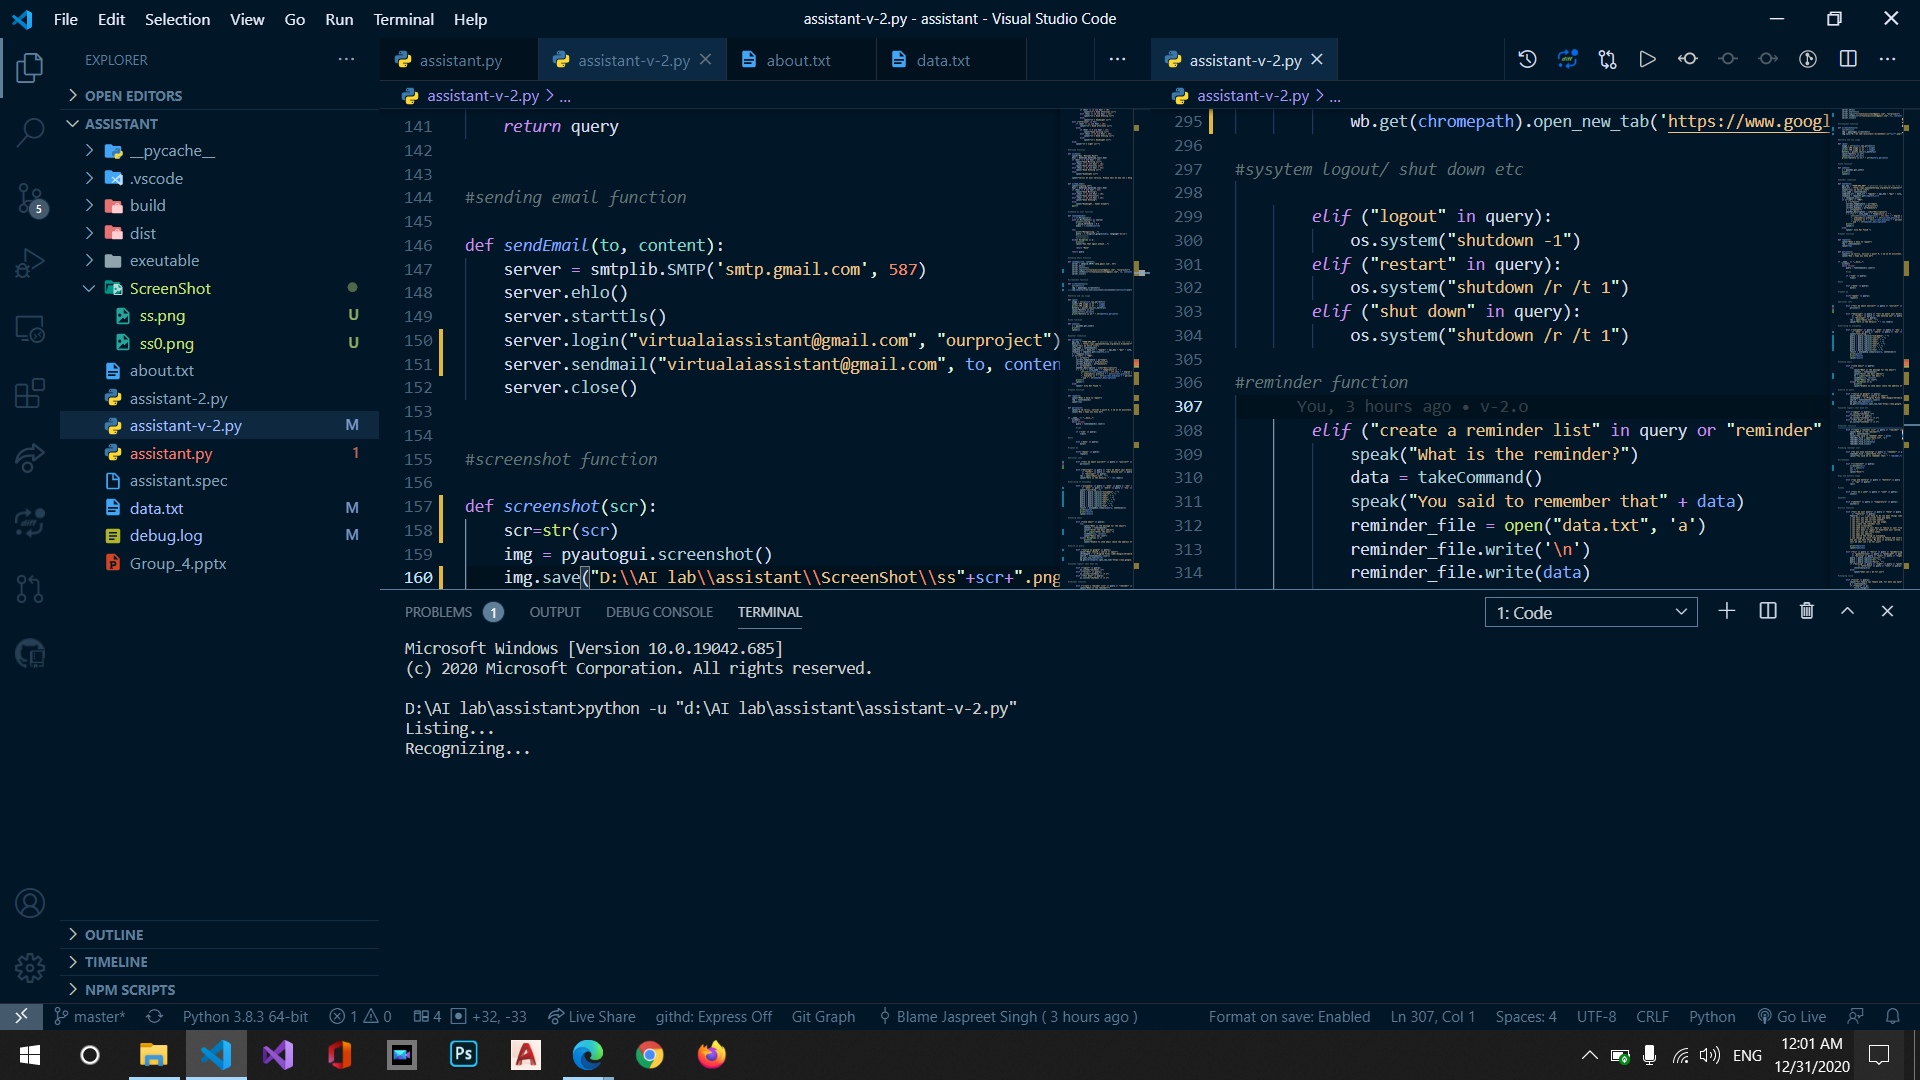 File Edit Selection View Go Run Terminal Help
assistant-v-2.py - assistant - Visual Studio Code
EXPLORER
OPEN EDITORS
ASSISTANT
__pycache__
.vscode
build
dist
exeutable
ScreenShot
ss.png U
ss0.png U
about.txt
assistant-2.py
assistant-v-2.py M
assistant.py 1
assistant.spec
data.txt M
debug.log M
Group_4.pptx
OUTLINE
TIMELINE
NPM SCRIPTS
5
assistant.py
assistant-v-2.py
about.txt
data.txt
assistant-v-2.py > ...
141 return query
142
143
144 #sending email function
145
146 def sendEmail(to, content):
147 server = smtplib.SMTP('smtp.gmail.com', 587)
148 server.ehlo()
149 server.starttls()
150 server.login("virtualaiassistant@gmail.com", "ourproject")
151 server.sendmail("virtualaiassistant@gmail.com", to, conten
152 server.close()
153
154
155 #screenshot function
156
157 def screenshot(scr):
158 scr=str(scr)
159 img = pyautogui.screenshot()
160 img.save("D:\\AI lab\\assistant\\ScreenShot\\ss"+scr+".png
assistant-v-2.py
assistant-v-2.py > ...
295 wb.get(chromepath).open_new_tab('https://www.googl
296
297 #sysytem logout/ shut down etc
298
299 elif ("logout" in query):
300 os.system("shutdown -1")
301 elif ("restart" in query):
302 os.system("shutdown /r /t 1")
303 elif ("shut down" in query):
304 os.system("shutdown /r /t 1")
305
306 #reminder function
307 You, 3 hours ago • v-2.o
308 elif ("create a reminder list" in query or "reminder"
309 speak("What is the reminder?")
310 data = takeCommand()
311 speak("You said to remember that" + data)
312 reminder_file = open("data.txt", 'a')
313 reminder_file.write('\n')
314 reminder_file.write(data)
PROBLEMS 1 OUTPUT DEBUG CONSOLE TERMINAL
1: Code
Microsoft Windows [Version 10.0.19042.685]
(c) 2020 Microsoft Corporation. All rights reserved.
D:\AI lab\assistant>python -u "d:\AI lab\assistant\assistant-v-2.py"
Listing...
Recognizing...
master* Python 3.8.3 64-bit 1 0 4 +32, -33 Live Share githd: Express Off Git Graph Blame Jaspreet Singh ( 3 hours ago ) Format on save: Enabled Ln 307, Col 1 Spaces: 4 UTF-8 CRLF Python Go Live
Ps
ENG
12:01 AM
12/31/2020